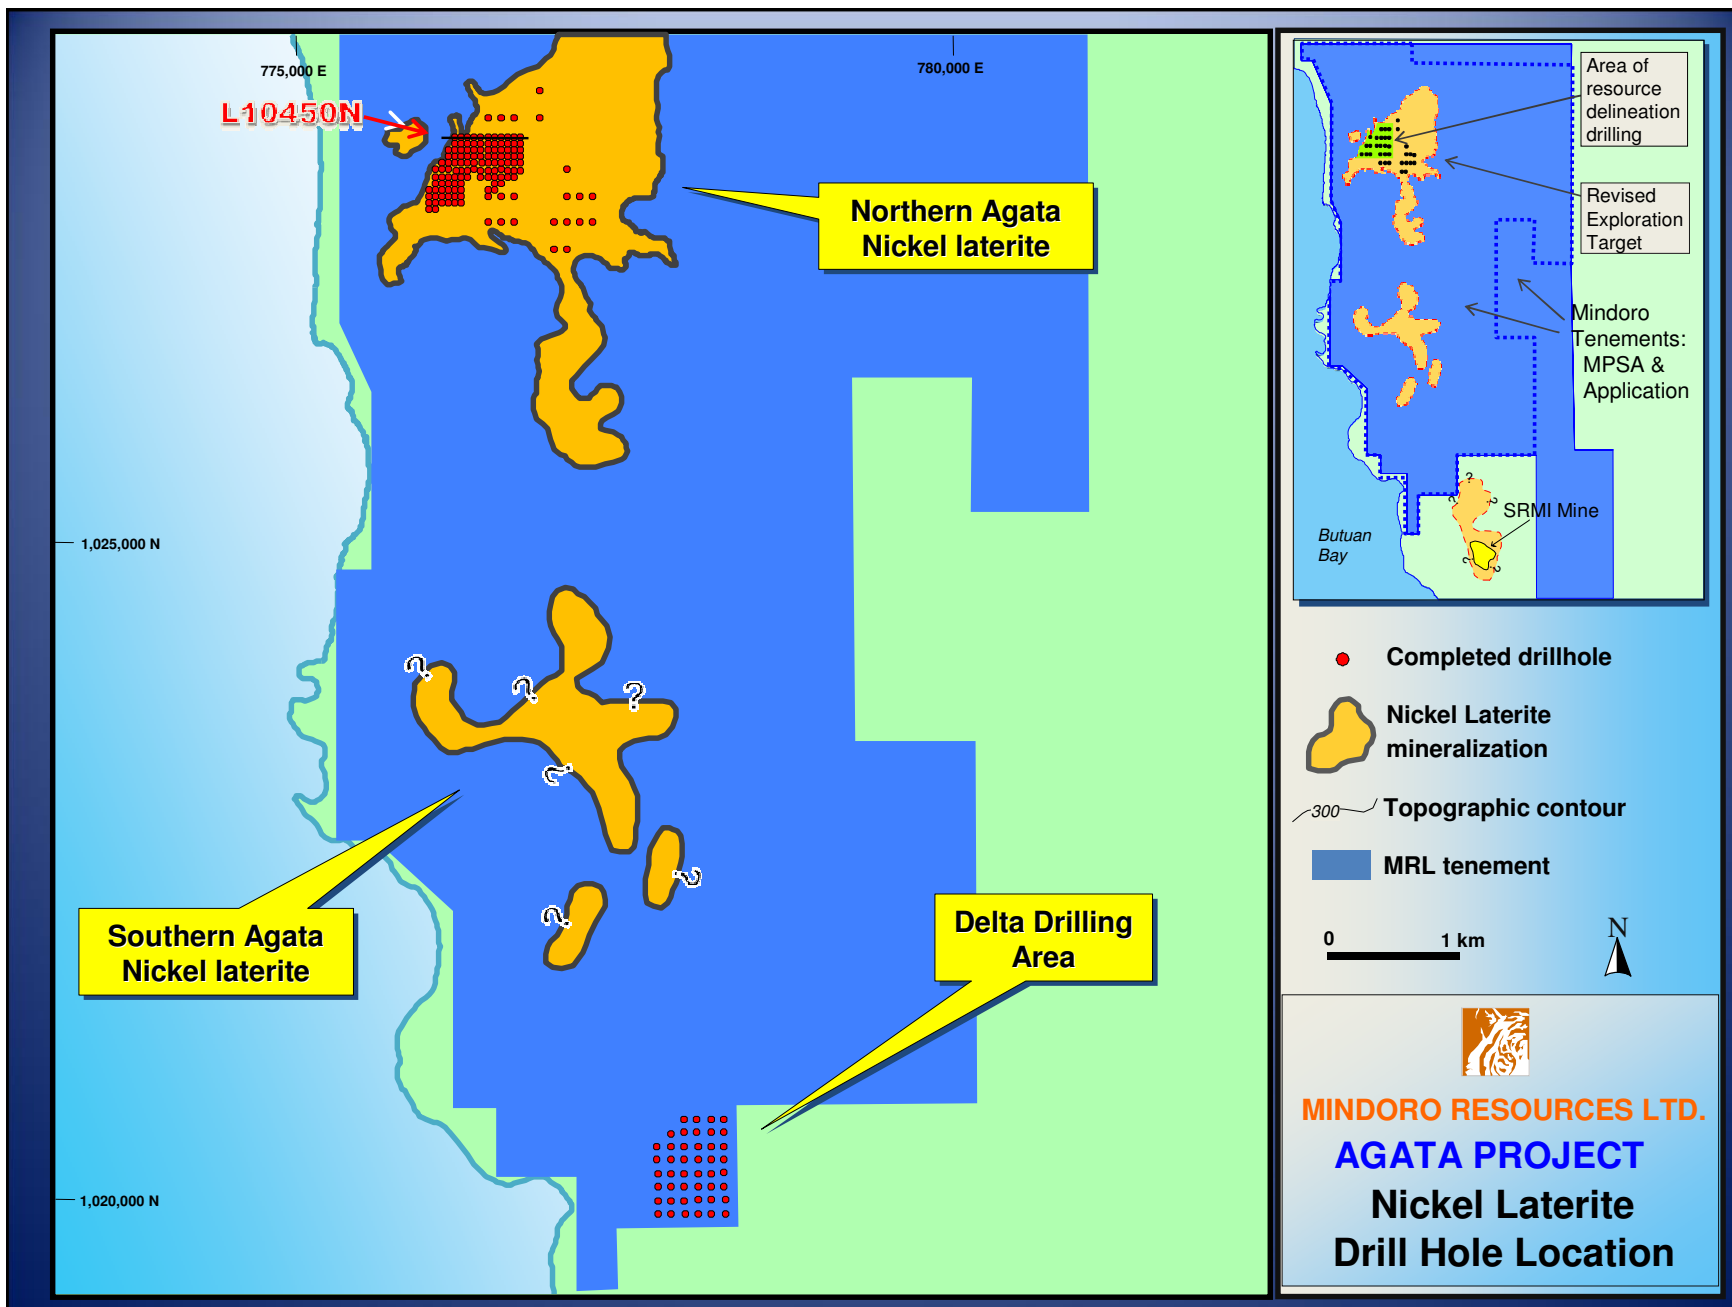 775,000 E
780,000 E
L10450N
Northern Agata
Nickel laterite
1,025,000 N
?
?
?
?
?
?
Southern Agata
Nickel laterite
Delta Drilling
Area
1,020,000 N
Area of
resource
delineation
drilling
Revised
Exploration
Target
Mindoro
Tenements:
MPSA &
Application
?
?
?
?
?
SRMI Mine
Butuan
Bay
Completed drillhole
Nickel Laterite
mineralization
300
Topographic contour
MRL tenement
0 1 km
N
MINDORO RESOURCES LTD.
AGATA PROJECT
Nickel Laterite
Drill Hole Location